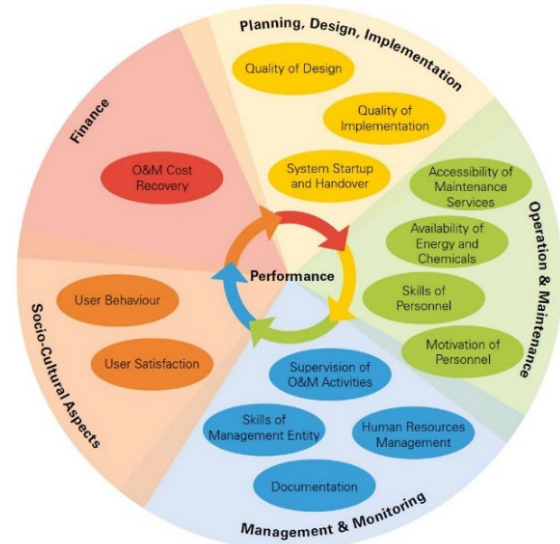 Planning, Design, Implementation
Quality of Design
Quality of
Implementation
System Startup
and Handover
Finance
O&M Cost
Recovery
Operation & Maintenance
Accessibility of
Maintenance
Services
Availability of
Energy and
Chemicals
Skills of
Personnel
Motivation of
Personnel
Performance
Socio-Cultural Aspects
User Behaviour
User Satisfaction
Supervision of
O&M Activities
Skills of
Management Entity
Human Resources
Management
Documentation
Management & Monitoring